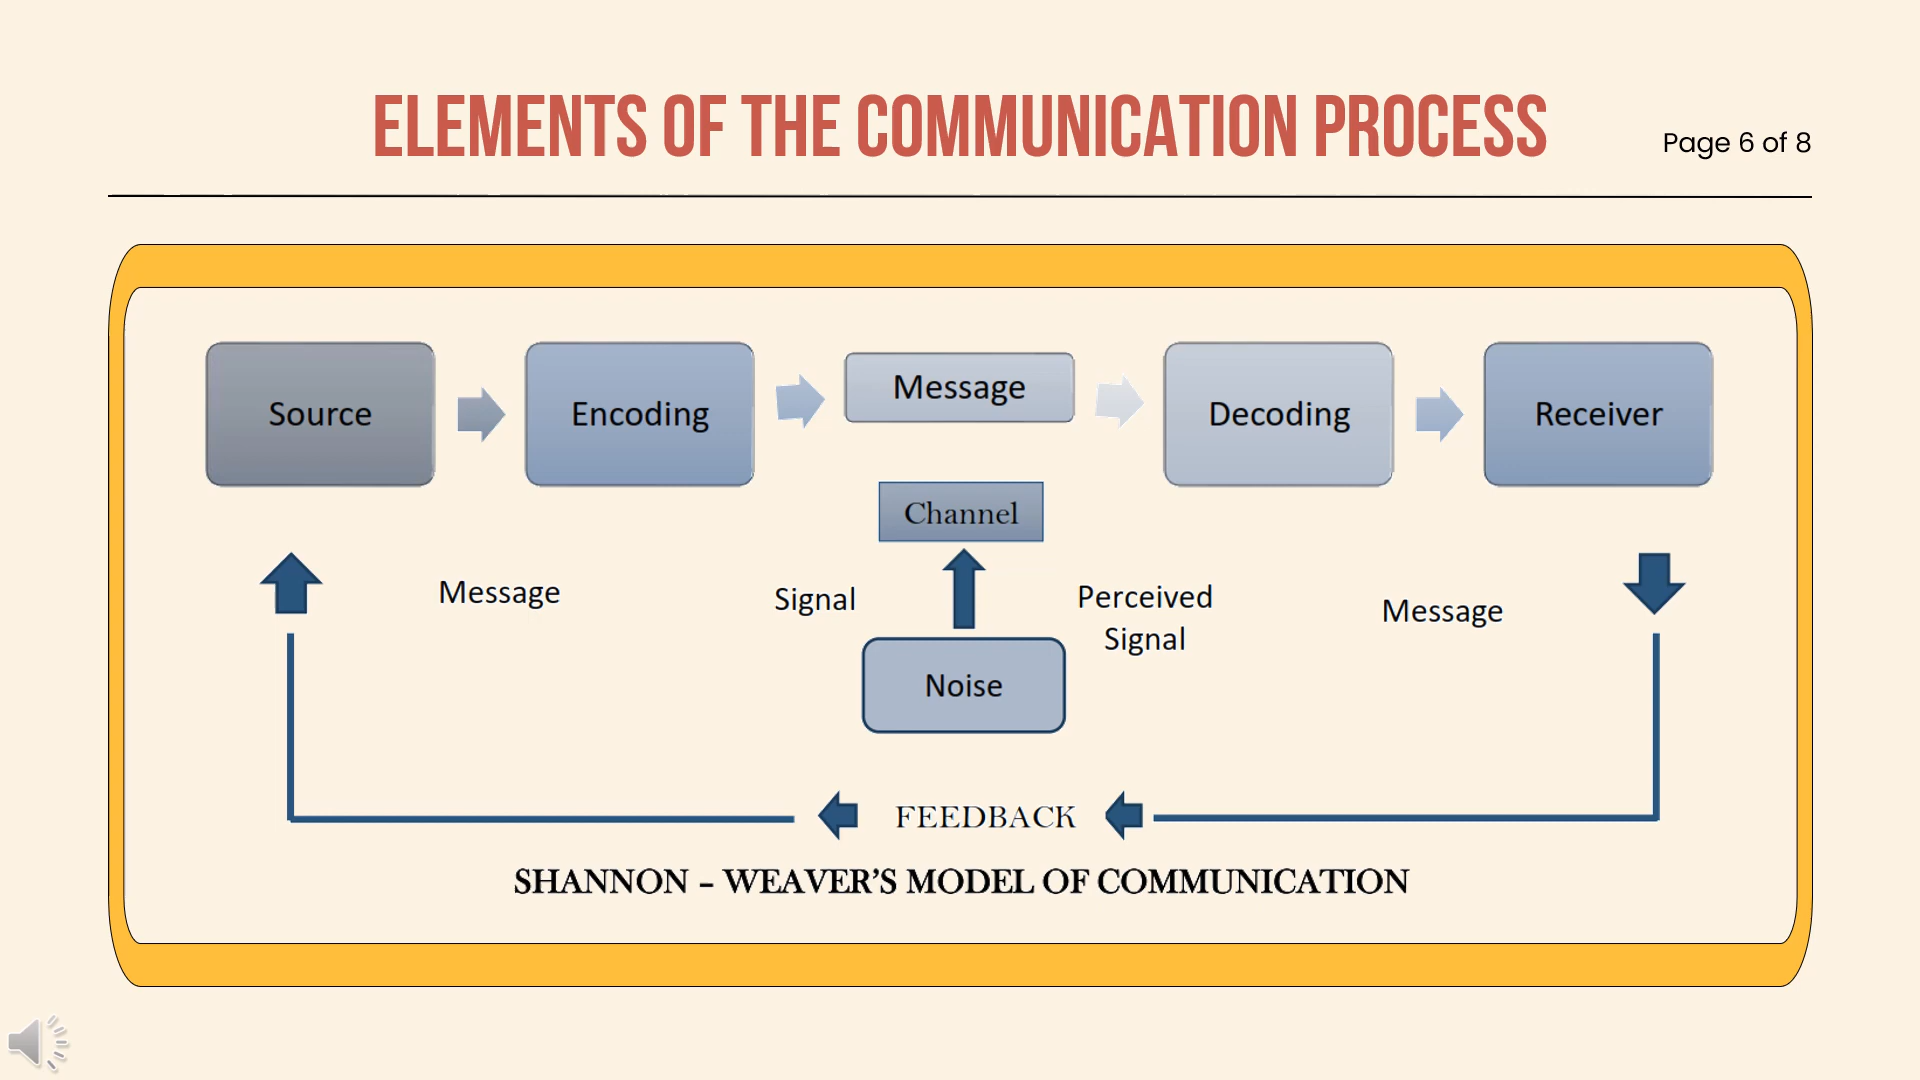 ELEMENTS OF THE COMMUNICATION PROCESS
Page 6 of 8
Source
Encoding
Message
Decoding
Receiver
Channel
Message
Signal
Perceived
Signal
Message
Noise
FEEDBACK
SHANNON – WEAVER’S MODEL OF COMMUNICATION